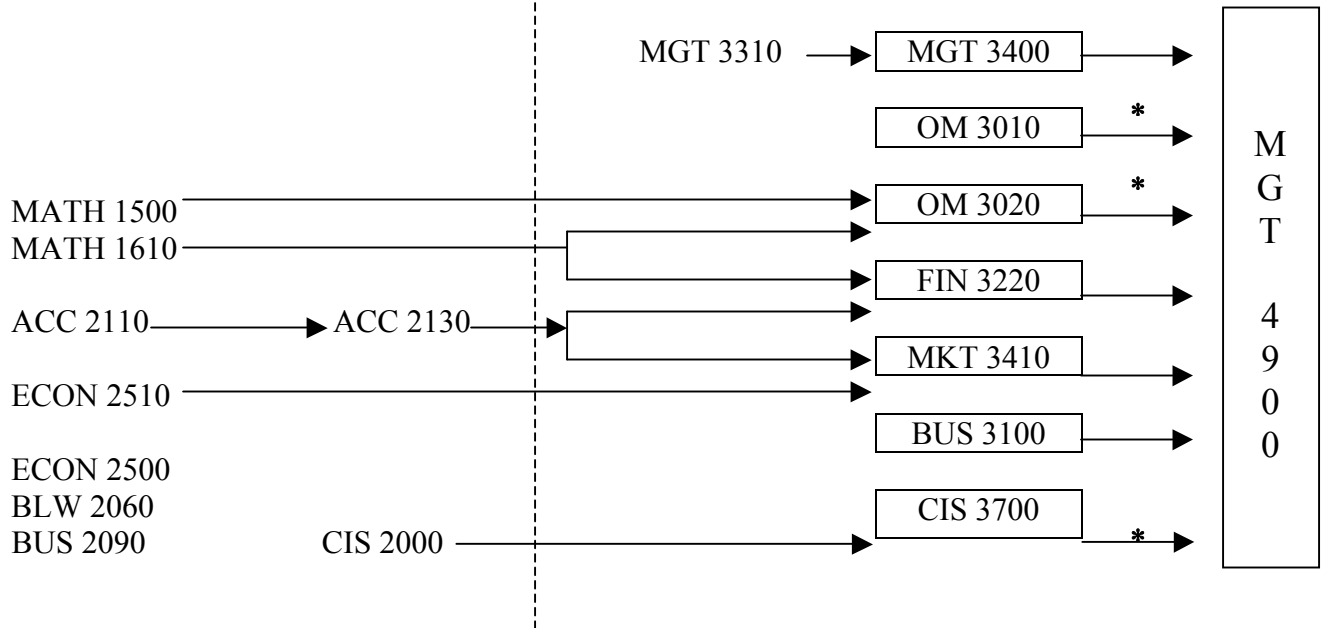 MGT 3310 MGT 3400
OM 3010 *
MATH 1500 OM 3020 *
MATH 1610
FIN 3220
ACC 2110 ACC 2130
MKT 3410
ECON 2510
BUS 3100
ECON 2500
BLW 2060 CIS 3700
BUS 2090 CIS 2000 *
M
G
T
4
9
0
0